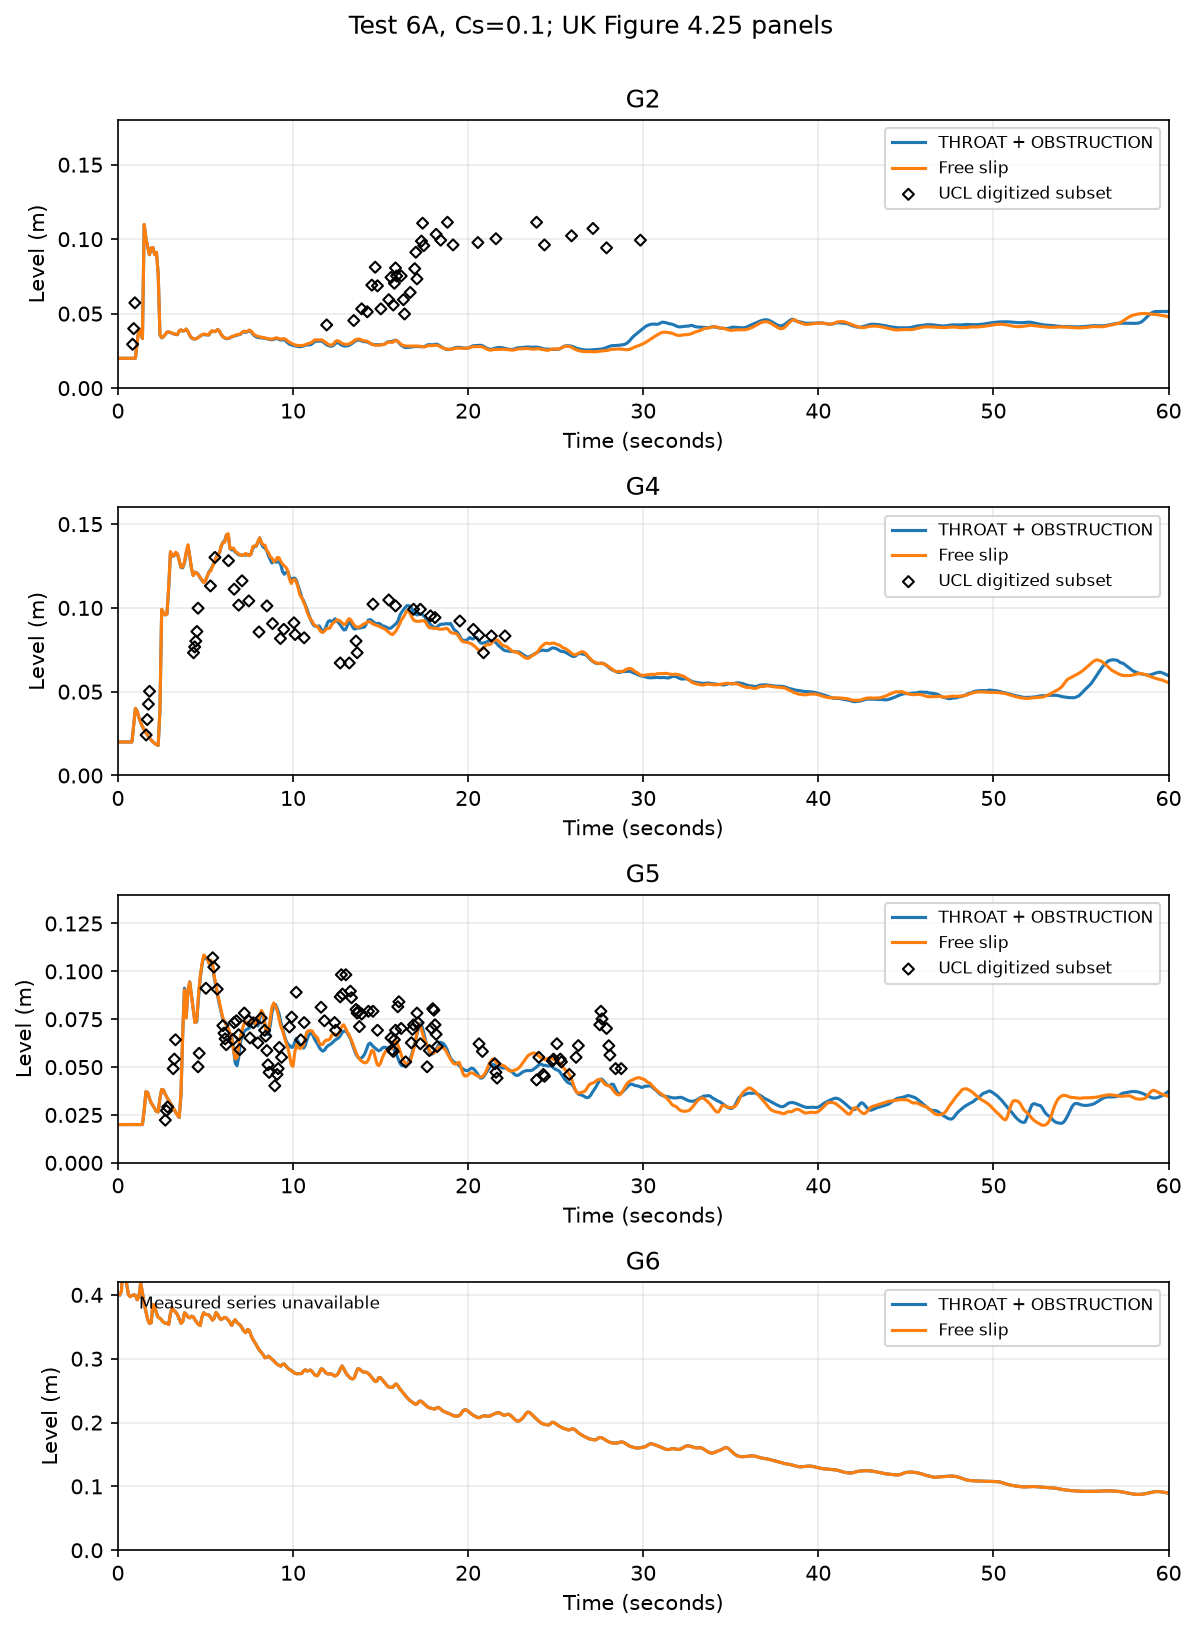 Test 6A, Cs=0.1; UK Figure 4.25 panels
G2
THROAT + OBSTRUCTION
Free slip
UCL digitized subset
Level (m)
0.15
0.10
0.05
0.00
0 10 20 30 40 50 60
Time (seconds)
G4
THROAT + OBSTRUCTION
Free slip
UCL digitized subset
Level (m)
0.15
0.10
0.05
0.00
0 10 20 30 40 50 60
Time (seconds)
G5
THROAT + OBSTRUCTION
Free slip
UCL digitized subset
Level (m)
0.125
0.100
0.075
0.050
0.025
0.000
0 10 20 30 40 50 60
Time (seconds)
G6
Measured series unavailable
THROAT + OBSTRUCTION
Free slip
Level (m)
0.4
0.3
0.2
0.1
0.0
0 10 20 30 40 50 60
Time (seconds)